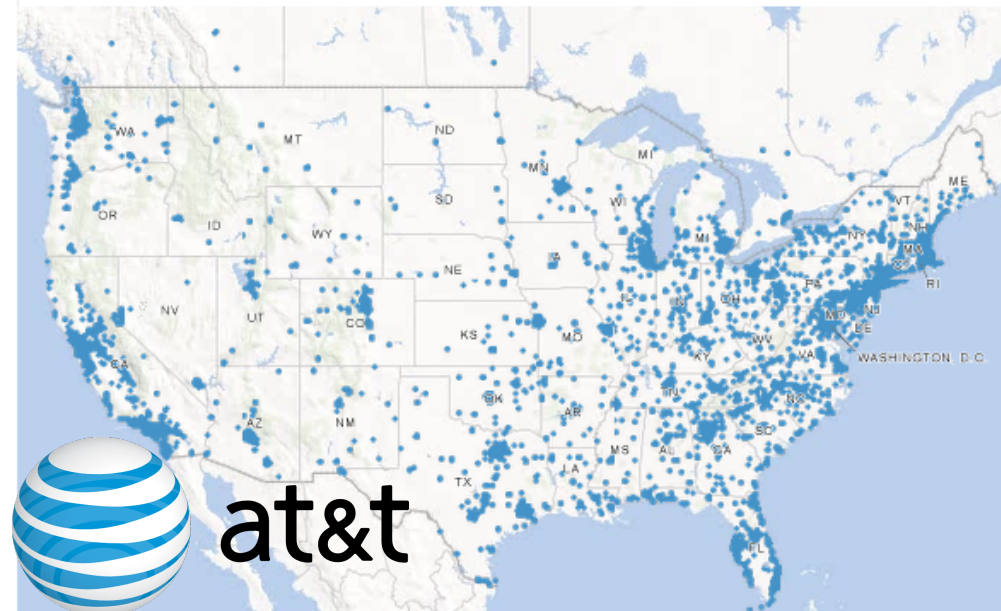 WA
MT
ND
MN
MI
ME
VT
OR
ID
SD
WI
NH
WY
MI
NY
MA
IA
NE
PA
RI
NV
UT
CO
IL
IN
OH
MD
NJ
DE
KS
MO
WV
KY
VA
WASHINGTON, D.C.
CA
TN
NC
OK
AR
AZ
NM
SC
MS
AL
GA
LA
TX
at&t
FL